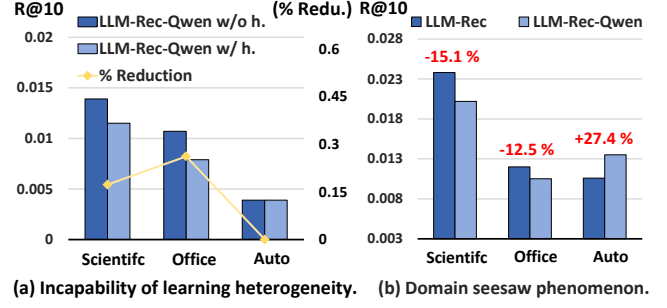 R@10 (% Redu.)
0.02
0.015
0.01
0.005
0
LLM-Rec-Qwen w/o h.
LLM-Rec-Qwen w/ h.
% Reduction
0.6
0.45
0.3
0.15
0
Scientifc Office Auto
(a) Incapability of learning heterogeneity.
R@10
0.028
0.023
0.018
0.013
0.008
0.003
LLM-Rec LLM-Rec-Qwen
-15.1 %
-12.5 %
+27.4 %
Scientifc Office Auto
(b) Domain seesaw phenomenon.